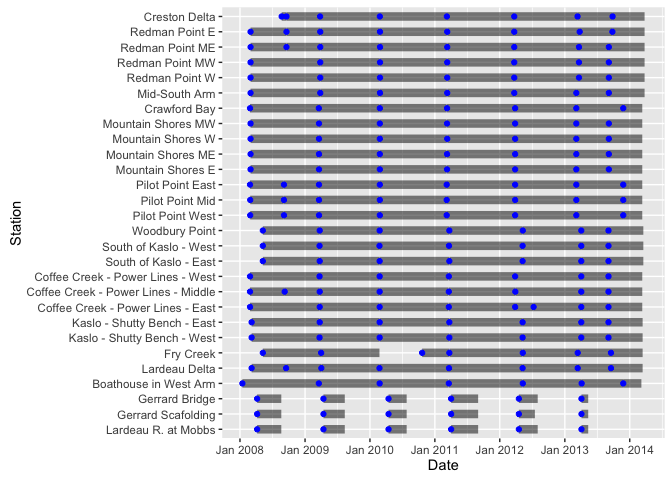 Creston Delta
Redman Point E
Redman Point ME
Redman Point MW
Redman Point W
Mid-South Arm
Crawford Bay
Mountain Shores MW
Mountain Shores W
Mountain Shores ME
Mountain Shores E
Pilot Point East
Pilot Point Mid
Pilot Point West
Woodbury Point
South of Kaslo - West
South of Kaslo - East
Coffee Creek - Power Lines - West
Coffee Creek - Power Lines - Middle
Coffee Creek - Power Lines - East
Kaslo - Shutty Bench - East
Kaslo - Shutty Bench - West
Fry Creek
Lardeau Delta
Boathouse in West Arm
Gerrard Bridge
Gerrard Scafolding
Lardeau R. at Mobbs
Station
Jan 2008 Jan 2009 Jan 2010 Jan 2011 Jan 2012 Jan 2013 Jan 2014
Date